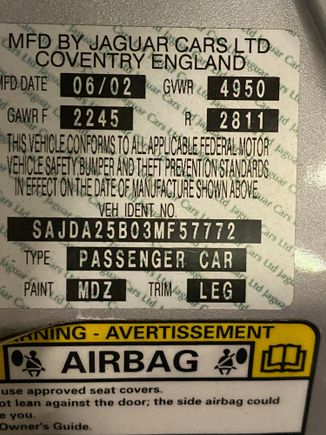 MFD BY JAGUAR CARS LTD
COVENTRY ENGLAND
MFD DATE 06/02 GVWR 4950
GAWR F 2245 R 2811
THIS VEHICLE CONFORMS TO ALL APPLICABLE FEDERAL MOTOR
VEHICLE SAFETY BUMPER AND THEFT PREVENTION STANDARDS
IN EFFECT ON THE DATE OF MANUFACTURE SHOWN ABOVE
VEH IDENT NO.
SAJDA25B03MF57772
TYPE PASSENGER CAR
PAINT MDZ TRIM LEG
NING - AVERTISSEMENT
AIRBAG
use approved seat covers.
ot lean against the door; the side airbag could
e you.
Owner's Guide.